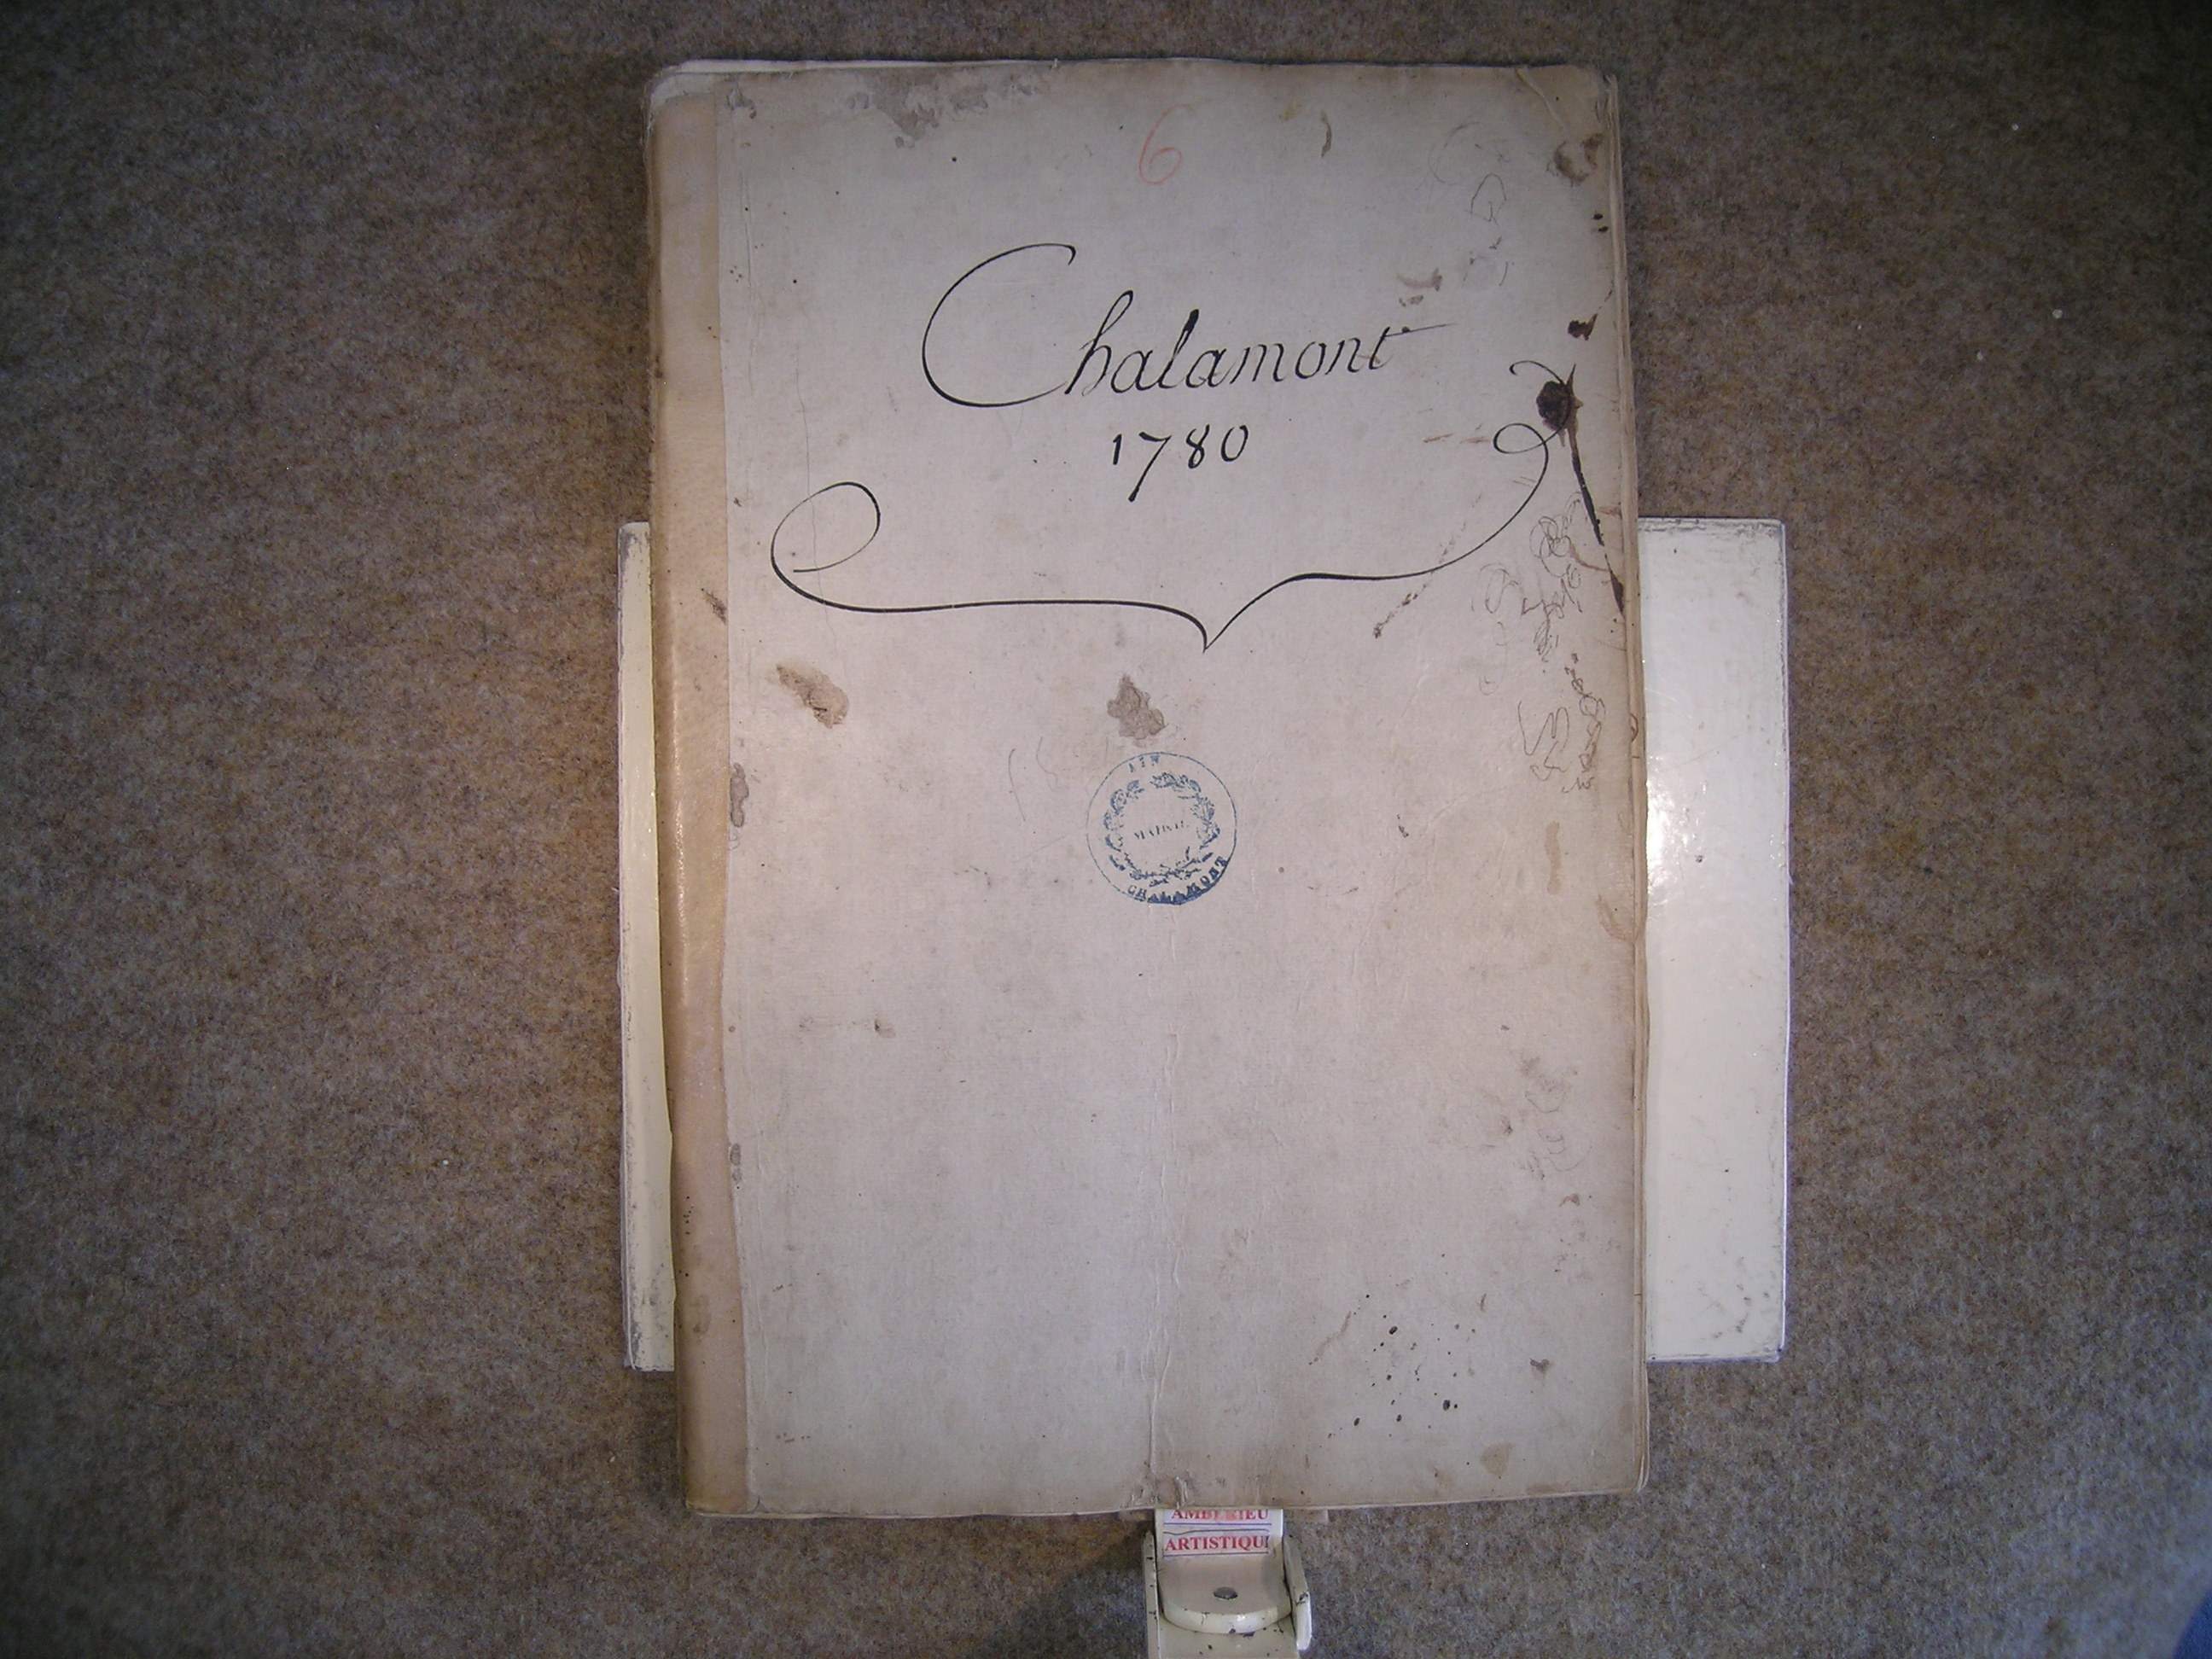 6
Chalamont
1780
AIN
MAIRIE
CHALAMONT
AMBERIEU
ARTISTIQU